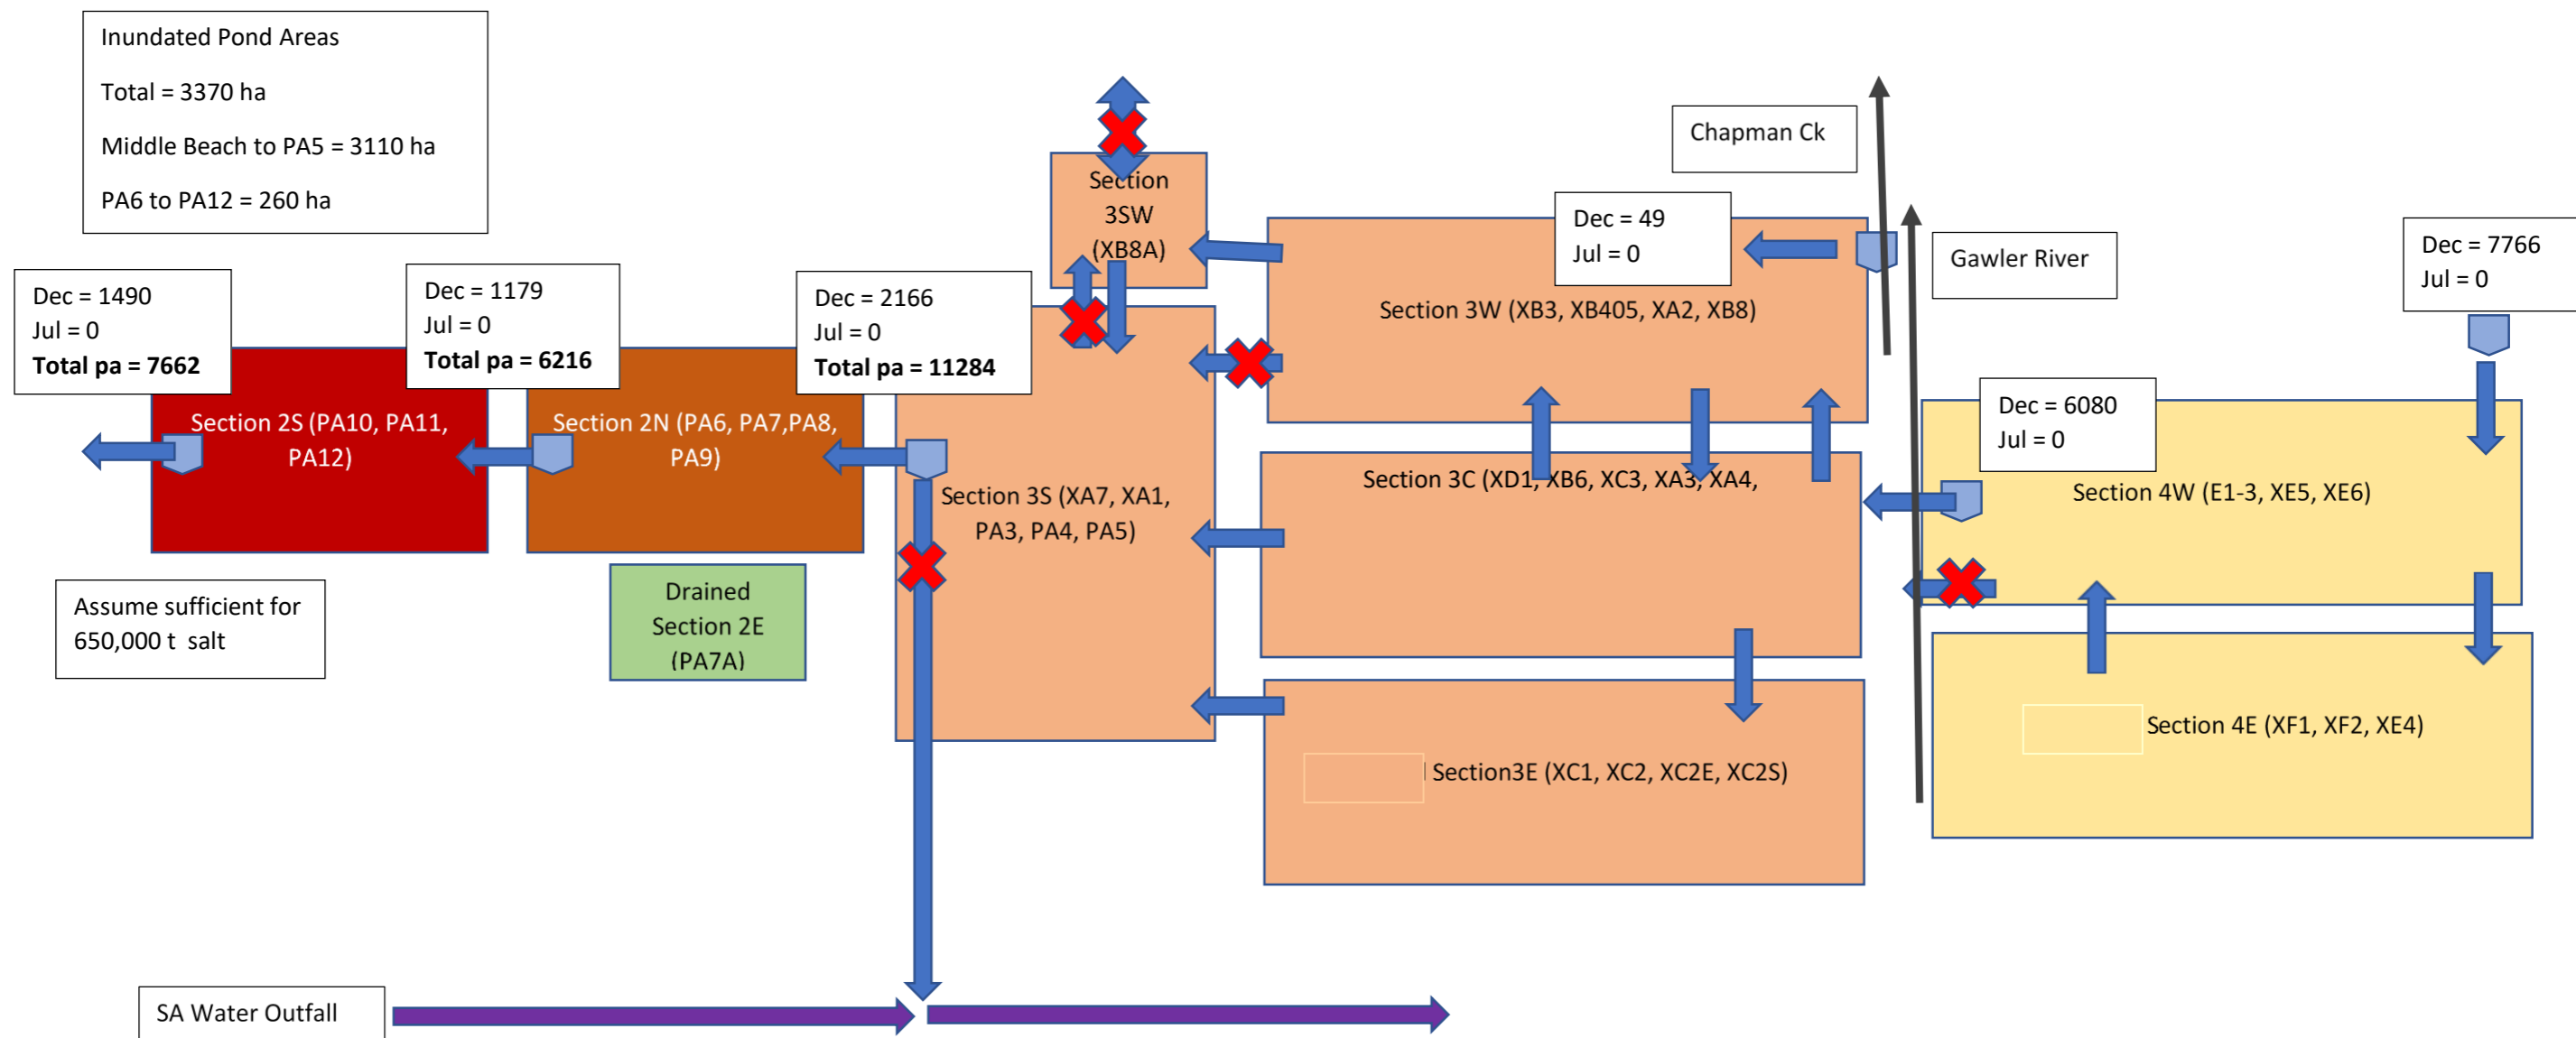 Inundated Pond Areas
Total = 3370 ha
Middle Beach to PA5 = 3110 ha
PA6 to PA12 = 260 ha
Chapman Ck
Section
3SW
(XB8A)
Dec = 49
Jul = 0
Gawler River
Dec = 7766
Jul = 0
Dec = 1490
Jul = 0
Total pa = 7662
Dec = 1179
Jul = 0
Total pa = 6216
Dec = 2166
Jul = 0
Total pa = 11284
Section 3W (XB3, XB405, XA2, XB8)
Dec = 6080
Jul = 0
Section 2S (PA10, PA11,
PA12)
Section 2N (PA6, PA7,PA8,
PA9)
Section 3S (XA7, XA1,
PA3, PA4, PA5)
Section 3C (XD1, XB6, XC3, XA3, XA4,
Section 4W (E1-3, XE5, XE6)
Assume sufficient for
650,000 t salt
Drained
Section 2E
(PA7A)
Section3E (XC1, XC2, XC2E, XC2S)
Section 4E (XF1, XF2, XE4)
SA Water Outfall